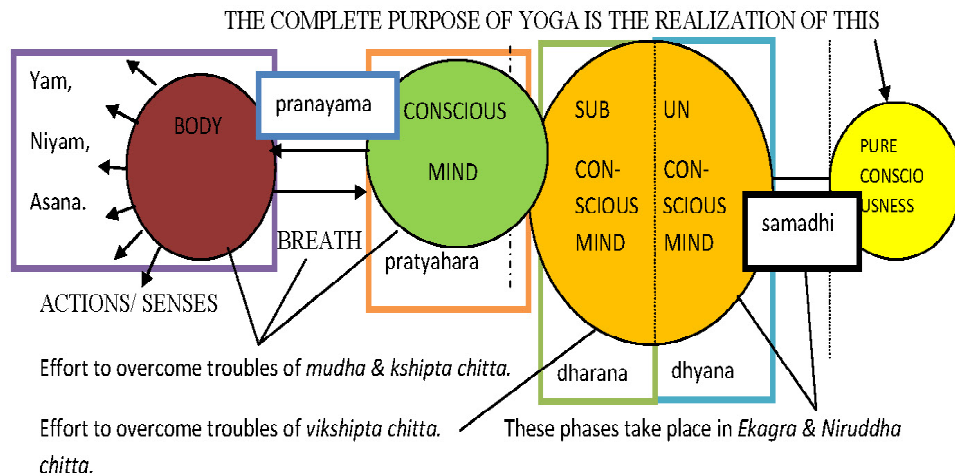 THE COMPLETE PURPOSE OF YOGA IS THE REALIZATION OF THIS
Yam,
Niyam,
Asana.
BODY
pranayama
CONSCIOUS
MIND
SUB
CON-
SCIOUS
MIND
UN
CON-
SCIOUS
MIND
PURE
CONSCIO
USNESS
samadhi
BREATH
pratyahara
ACTIONS/ SENSES
dharana
dhyana
Effort to overcome troubles of mudha & kshipta chitta.
Effort to overcome troubles of vikshipta chitta.
chitta.
These phases take place in Ekagra & Niruddha